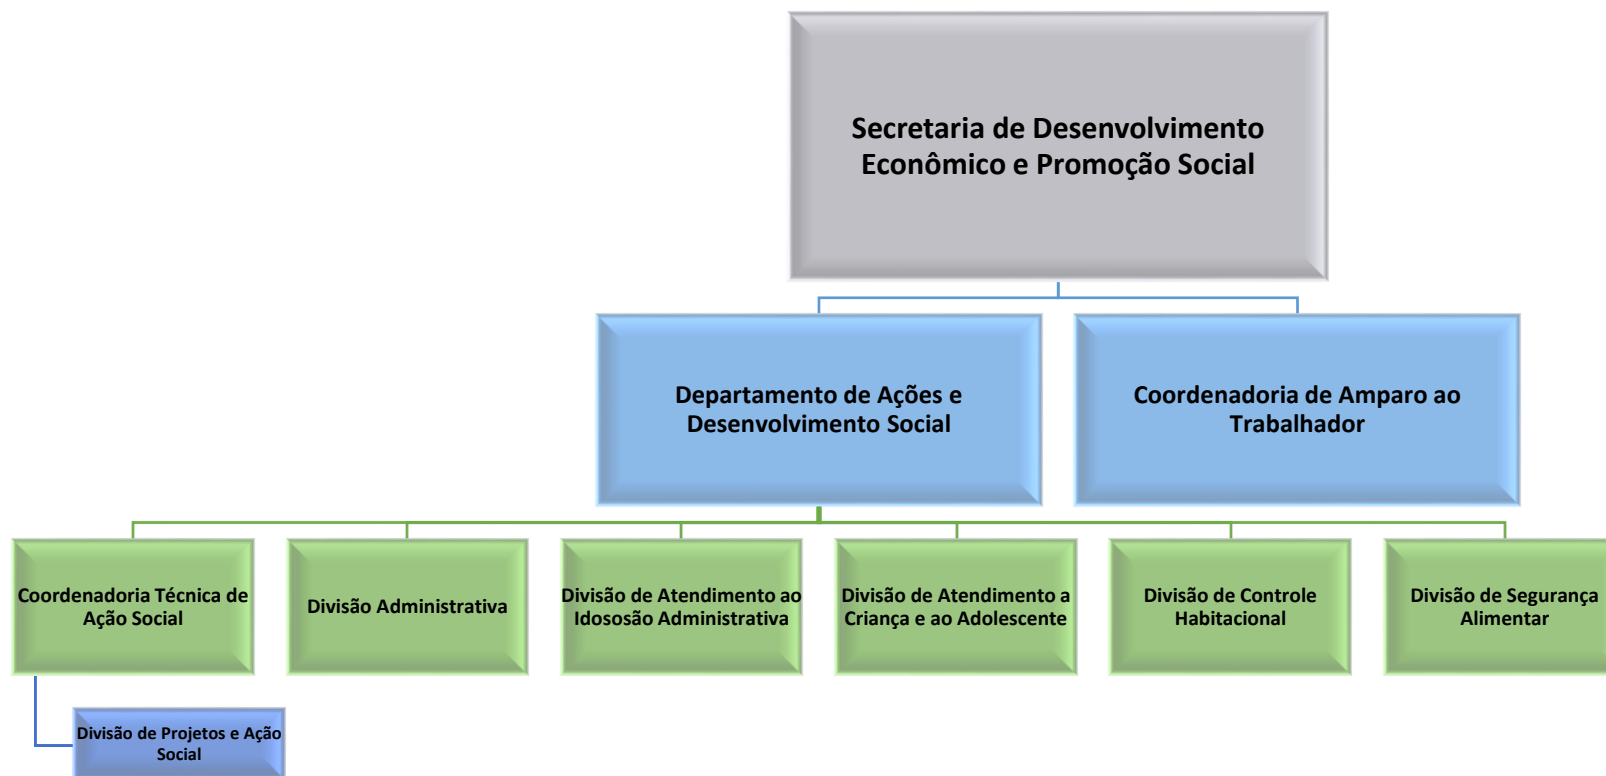 Secretaria de Desenvolvimento
Econômico e Promoção Social
Departamento de Ações e
Desenvolvimento Social
Coordenadoria de Amparo ao
Trabalhador
Coordenadoria Técnica de
Ação Social
Divisão Administrativa
Divisão de Atendimento ao
Idososão Administrativa
Divisão de Atendimento a
Criança e ao Adolescente
Divisão de Controle
Habitacional
Divisão de Segurança
Alimentar
Divisão de Projetos e Ação
Social